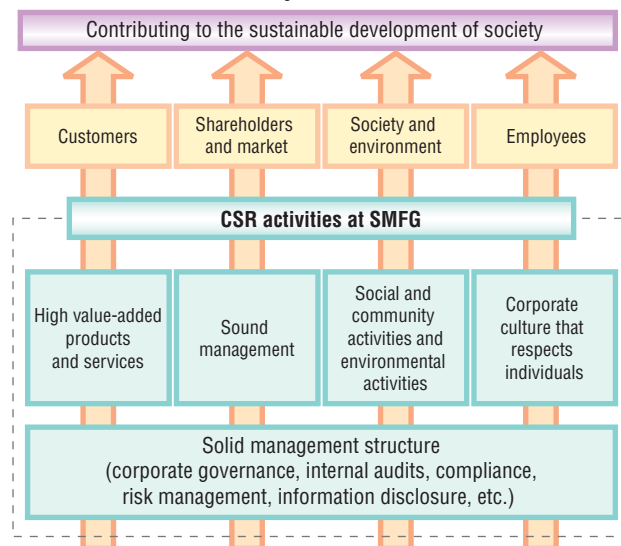 Contributing to the sustainable development of society
Customers
Shareholders
and market
Society and
environment
Employees
CSR activities at SMFG
High value-added
products
and services
Sound
management
Social and
community
activities and
environmental
activities
Corporate
culture that
respects
individuals
Solid management structure
(corporate governance, internal audits, compliance,
risk management, information disclosure, etc.)